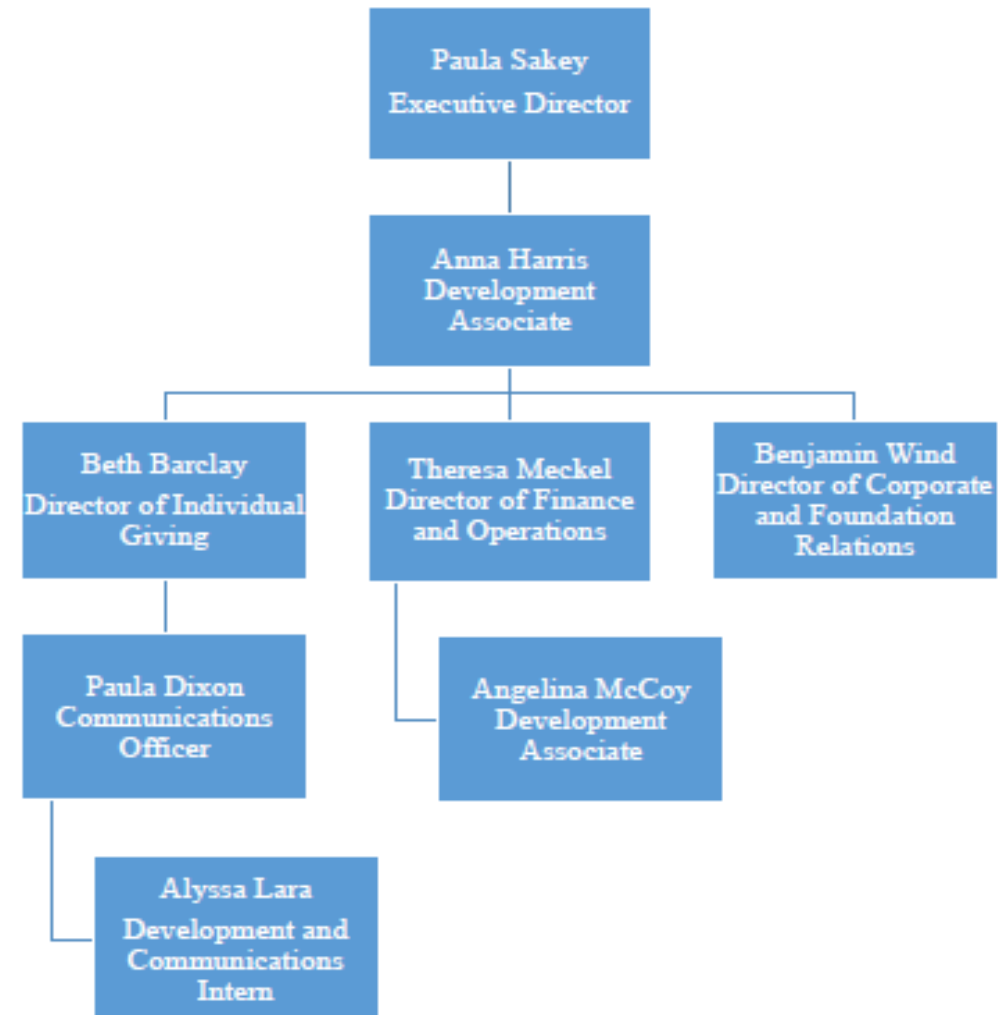 Paula Sakey
Executive Director
Anna Harris
Development
Associate
Beth Barclay
Director of Individual
Giving
Theresa Meckel
Director of Finance
and Operations
Benjamin Wind
Director of Corporate
and Foundation
Relations
Paula Dixon
Communications
Officer
Angelina McCoy
Development
Associate
Alyssa Lara
Development and
Communications
Intern